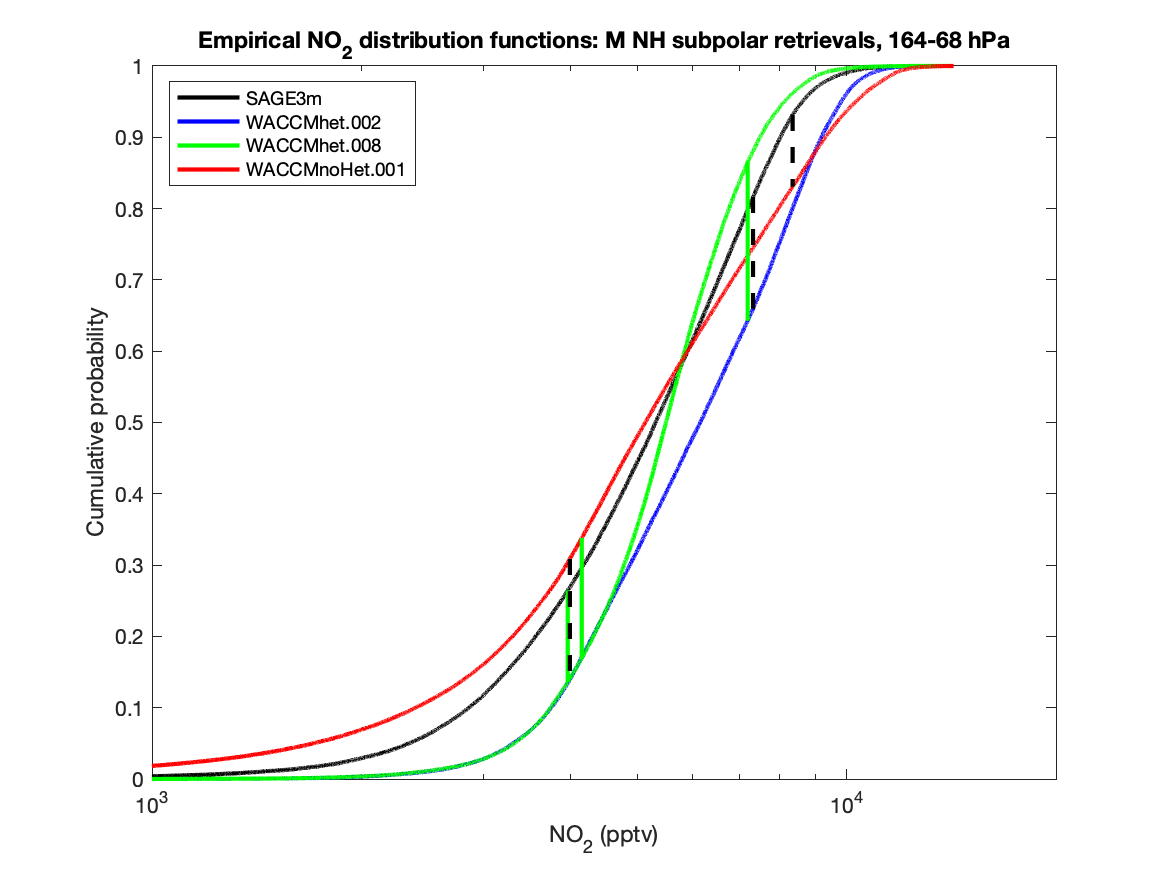 Empirical NO2 distribution functions: M NH subpolar retrievals, 164-68 hPa
SAGE3m
WACCMhet.002
WACCMhet.008
WACCMnoHet.001
1
0.9
0.8
0.7
0.6
0.5
0.4
0.3
0.2
0.1
0
Cumulative probability
10^3
10^4
NO2 (pptv)